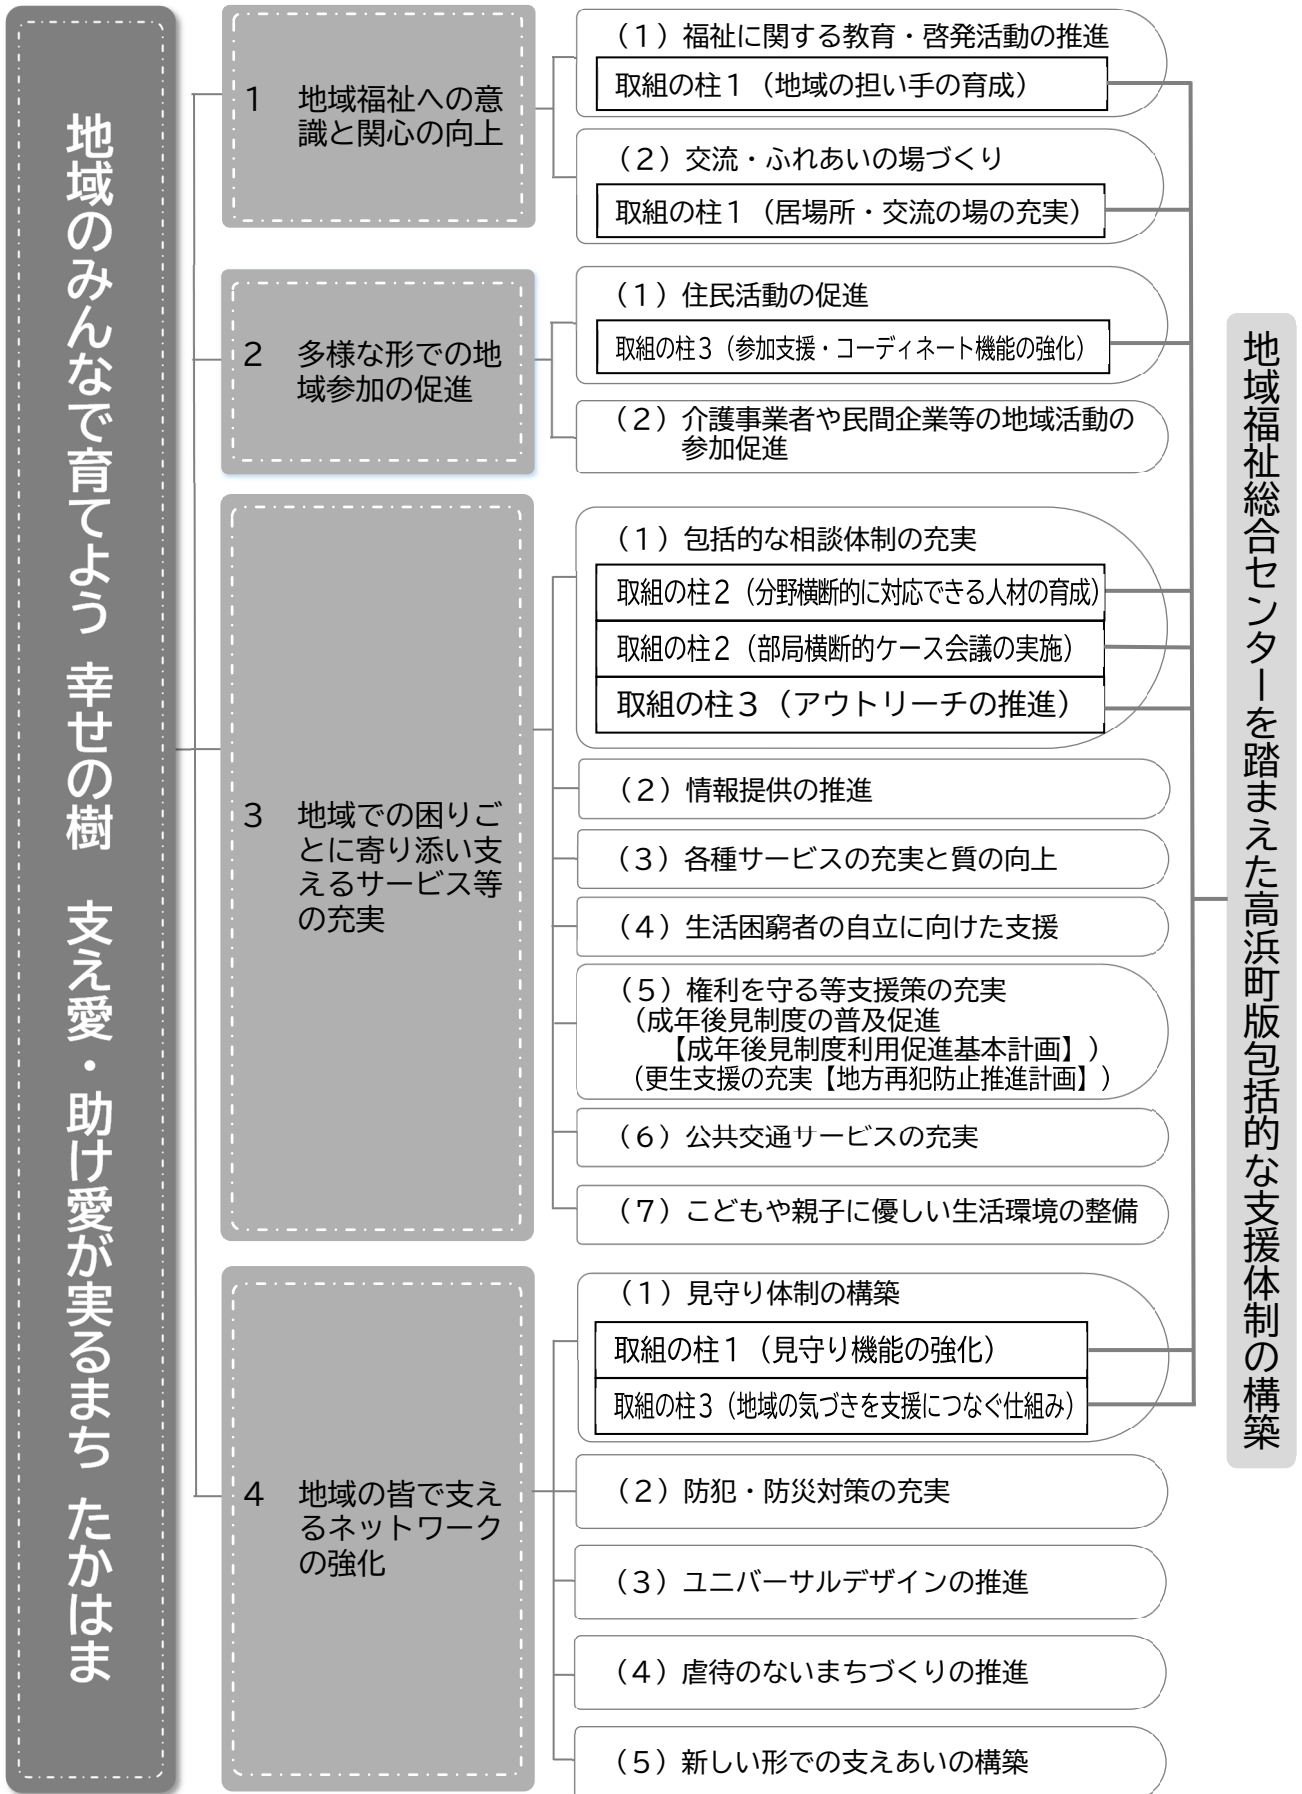 地域のみんなで育てよう 幸せの樹 支え愛・助け愛が実るまち たかはま
1 地域福祉への意
識と関心の向上
（1）福祉に関する教育・啓発活動の推進
取組の柱1（地域の担い手の育成）
（2）交流・ふれあいの場づくり
取組の柱1（居場所・交流の場の充実）
2 多様な形での地
域参加の促進
（1）住民活動の促進
取組の柱3（参加支援・コーディネート機能の強化）
（2）介護事業者や民間企業等の地域活動の
参加促進
3 地域での困りご
とに寄り添い支
えるサービス等
の充実
（1）包括的な相談体制の充実
取組の柱2（分野横断的に対応できる人材の育成）
取組の柱2（部局横断的ケース会議の実施）
取組の柱3（アウトリーチの推進）
（2）情報提供の推進
（3）各種サービスの充実と質の向上
（4）生活困窮者の自立に向けた支援
（5）権利を守る等支援策の充実
（成年後見制度の普及促進
【成年後見制度利用促進基本計画】）
（更生支援の充実【地方再犯防止推進計画】）
（6）公共交通サービスの充実
（7）こどもや親子に優しい生活環境の整備
4 地域の皆で支え
るネットワーク
の強化
（1）見守り体制の構築
取組の柱1（見守り機能の強化）
取組の柱3（地域の気づきを支援につなぐ仕組み）
（2）防犯・防災対策の充実
（3）ユニバーサルデザインの推進
（4）虐待のないまちづくりの推進
（5）新しい形での支えあいの構築
地域福祉総合センターを踏まえた高浜町版包括的な支援体制の構築